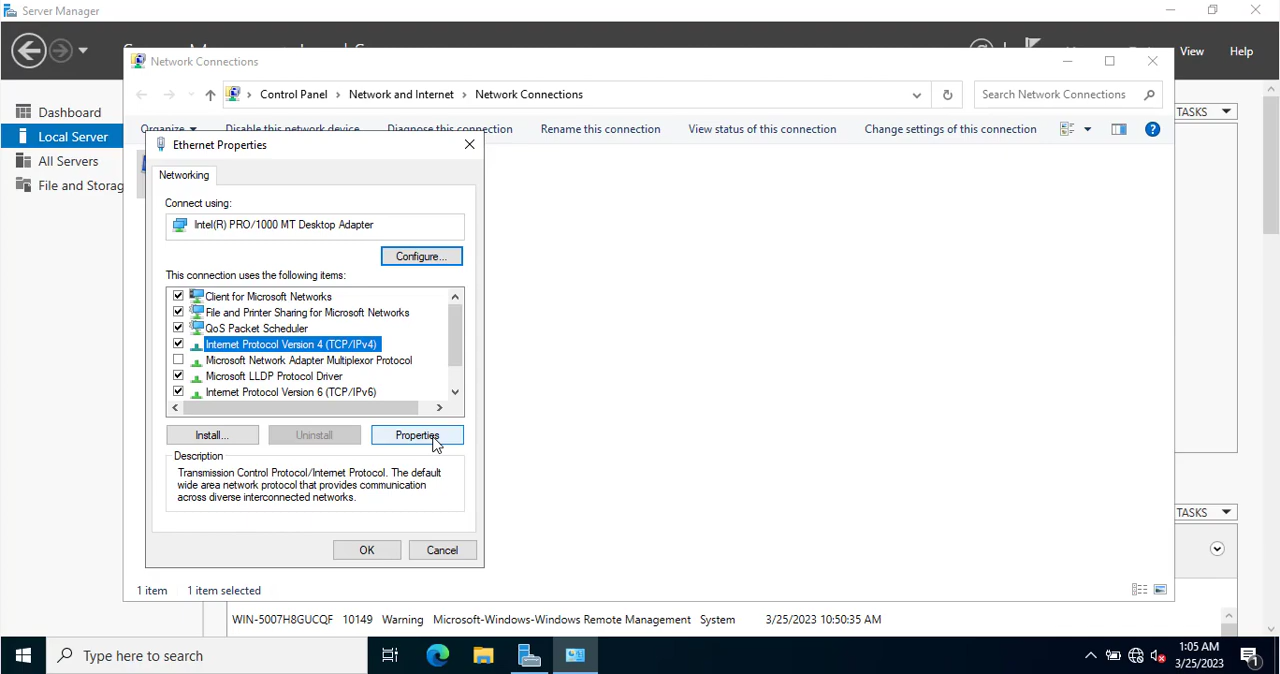 Server Manager
View
Help
Network Connections
Control Panel > Network and Internet > Network Connections
Search Network Connections
Organize
Disable this network device
Diagnose this connection
Rename this connection
View status of this connection
Change settings of this connection
TASKS
Dashboard
Local Server
All Servers
File and Storag
Ethernet Properties
Networking
Connect using:
Intel(R) PRO/1000 MT Desktop Adapter
Configure...
This connection uses the following items:
Client for Microsoft Networks
File and Printer Sharing for Microsoft Networks
QoS Packet Scheduler
Internet Protocol Version 4 (TCP/IPv4)
Microsoft Network Adapter Multiplexor Protocol
Microsoft LLDP Protocol Driver
Internet Protocol Version 6 (TCP/IPv6)
Install...
Uninstall
Properties
Description
Transmission Control Protocol/Internet Protocol. The default
wide area network protocol that provides communication
across diverse interconnected networks.
OK
Cancel
TASKS
1 item
1 item selected
WIN-5007H8GUCQF 10149 Warning Microsoft-Windows-Windows Remote Management System 3/25/2023 10:50:35 AM
Type here to search
1:05 AM
3/25/2023
1